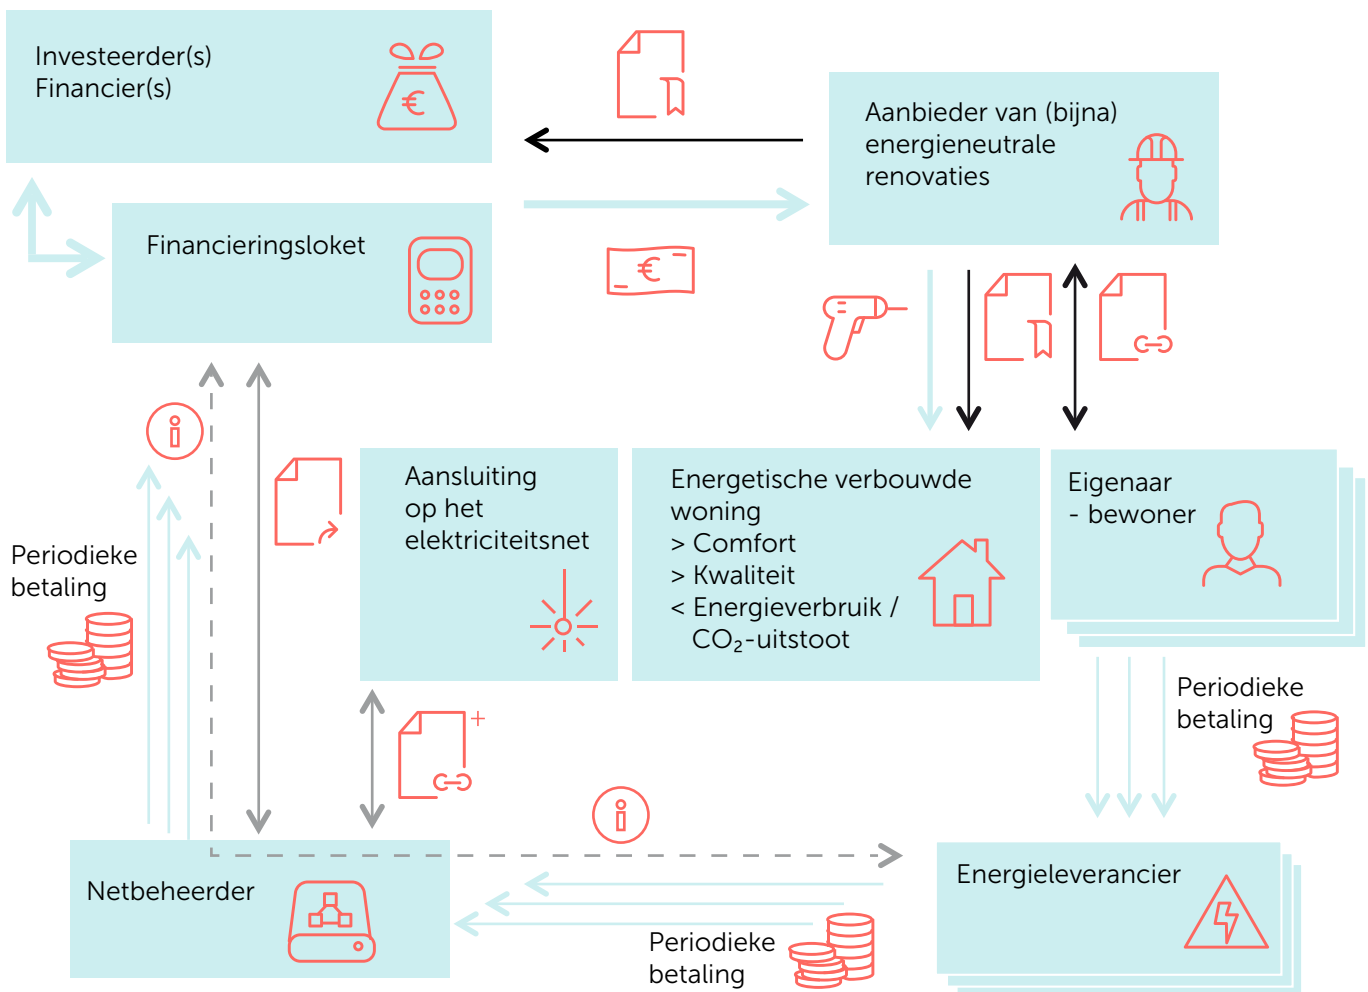 Investeerder(s)
Financier(s)
€
Aanbieder van (bijna)
energieneutrale
renovaties
Financieringsloket
€
i
Aansluiting
op het
elektriciteitsnet
Energetische verbouwde
woning
> Comfort
> Kwaliteit
< Energieverbruik /
CO₂-uitstoot
Eigenaar
- bewoner
Periodieke
betaling
Periodieke
betaling
+
i
Netbeheerder
Energieleverancier
Periodieke
betaling